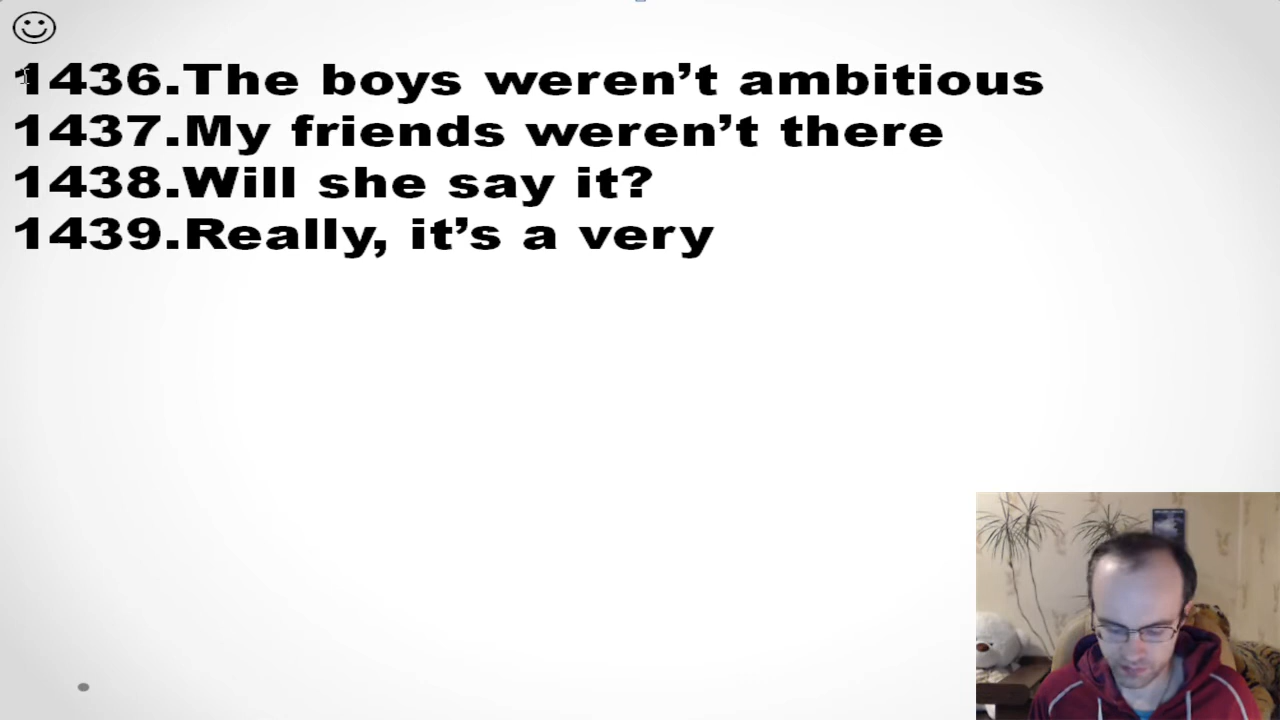 1436.The boys weren’t ambitious
1437.My friends weren’t there
1438.Will she say it?
1439.Really, it’s a very